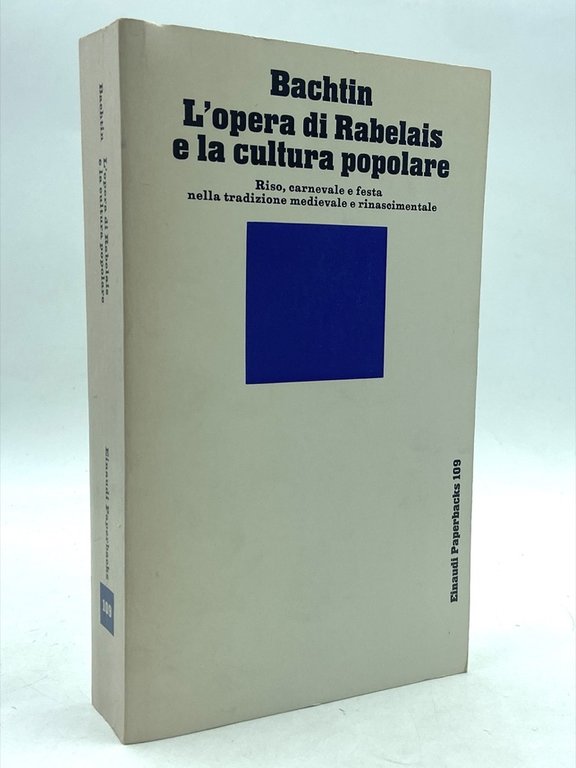 Bachtin
L'opera di Rabelais
e la cultura popolare
Riso, carnevale e festa
nella tradizione medievale e rinascimentale
Einaudi Paperbacks 109
Bachtin
L'opera di Rabelais
e la cultura popolare
Einaudi Paperbacks
109